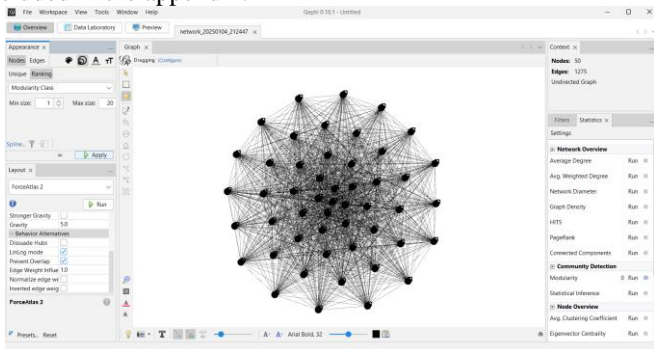 Gephi 0.10.1 - Untitled
File Workspace View Tools Window Help
Overview Data Laboratory Preview network_20250104_212447 ×
Appearance ×
Nodes Edges
Unique Ranking
Modularity Class
Min size: 1 Max size: 20
Spline...
Apply
Layout ×
ForceAtlas 2
Run
Stronger Gravity
Gravity 5.0
Behavior Alternatives
Dissuade Hubs
LinLog mode
Prevent Overlap
Edge Weight Influe 1.0
Normalize edge wei
Inverted edge weig
ForceAtlas 2
Presets... Reset
Graph ×
Dragging (Configure)
Arial Bold, 32
Context ×
Nodes: 50
Edges: 1275
Undirected Graph
Filters Statistics ×
Settings
Network Overview
Average Degree Run
Avg. Weighted Degree Run
Network Diameter Run
Graph Density Run
HITS Run
PageRank Run
Connected Components Run
Community Detection
Modularity 0 Run
Statistical Inference Run
Node Overview
Avg. Clustering Coefficient Run
Eigenvector Centrality Run